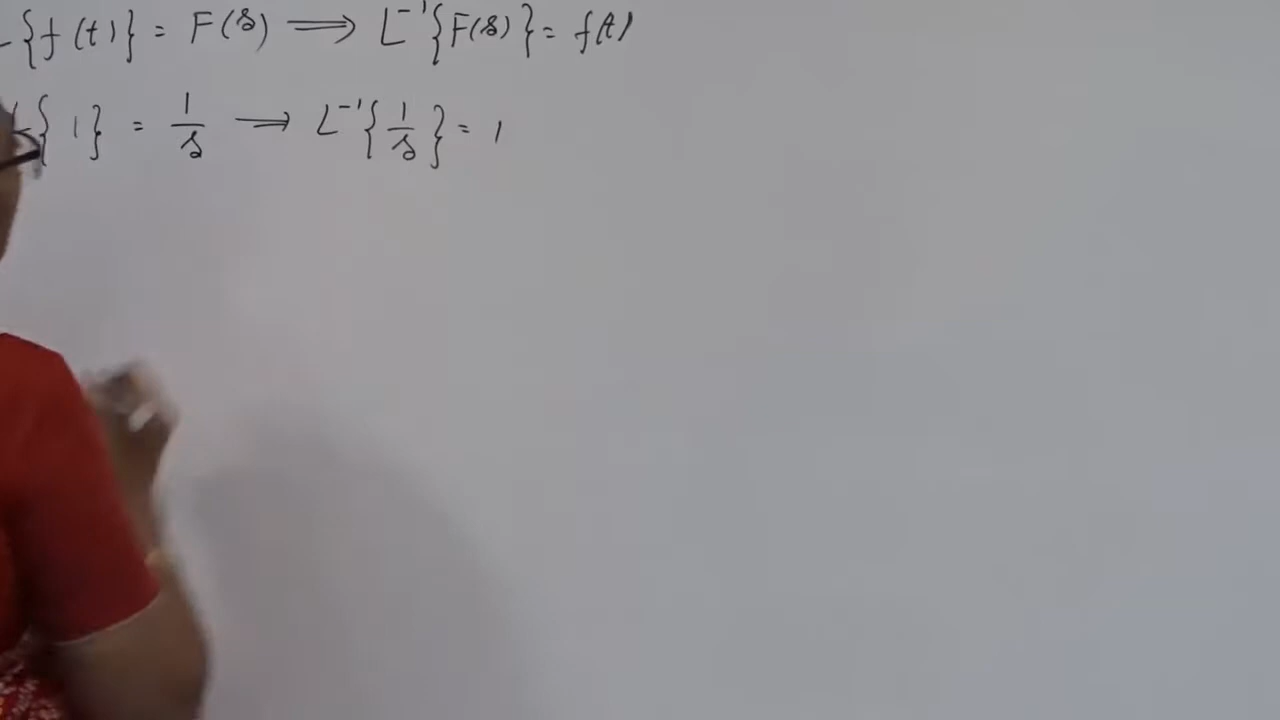 L{f(t)} = F(s) ⟹ L⁻¹{F(s)} = f(t)
L{1} = 1/s ⟹ L⁻¹{1/s} = 1